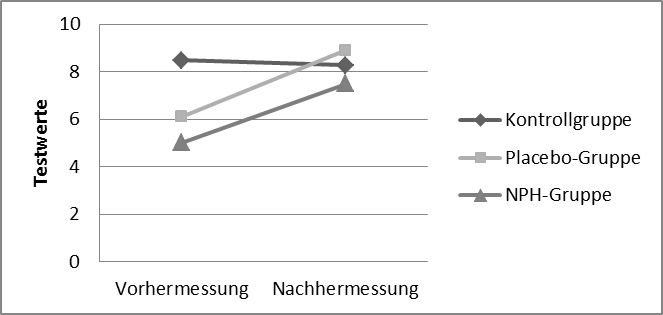 10
8
6
4
2
0
Testwerte
Vorhermessung Nachhermessung
Kontrollgruppe
Placebo-Gruppe
NPH-Gruppe